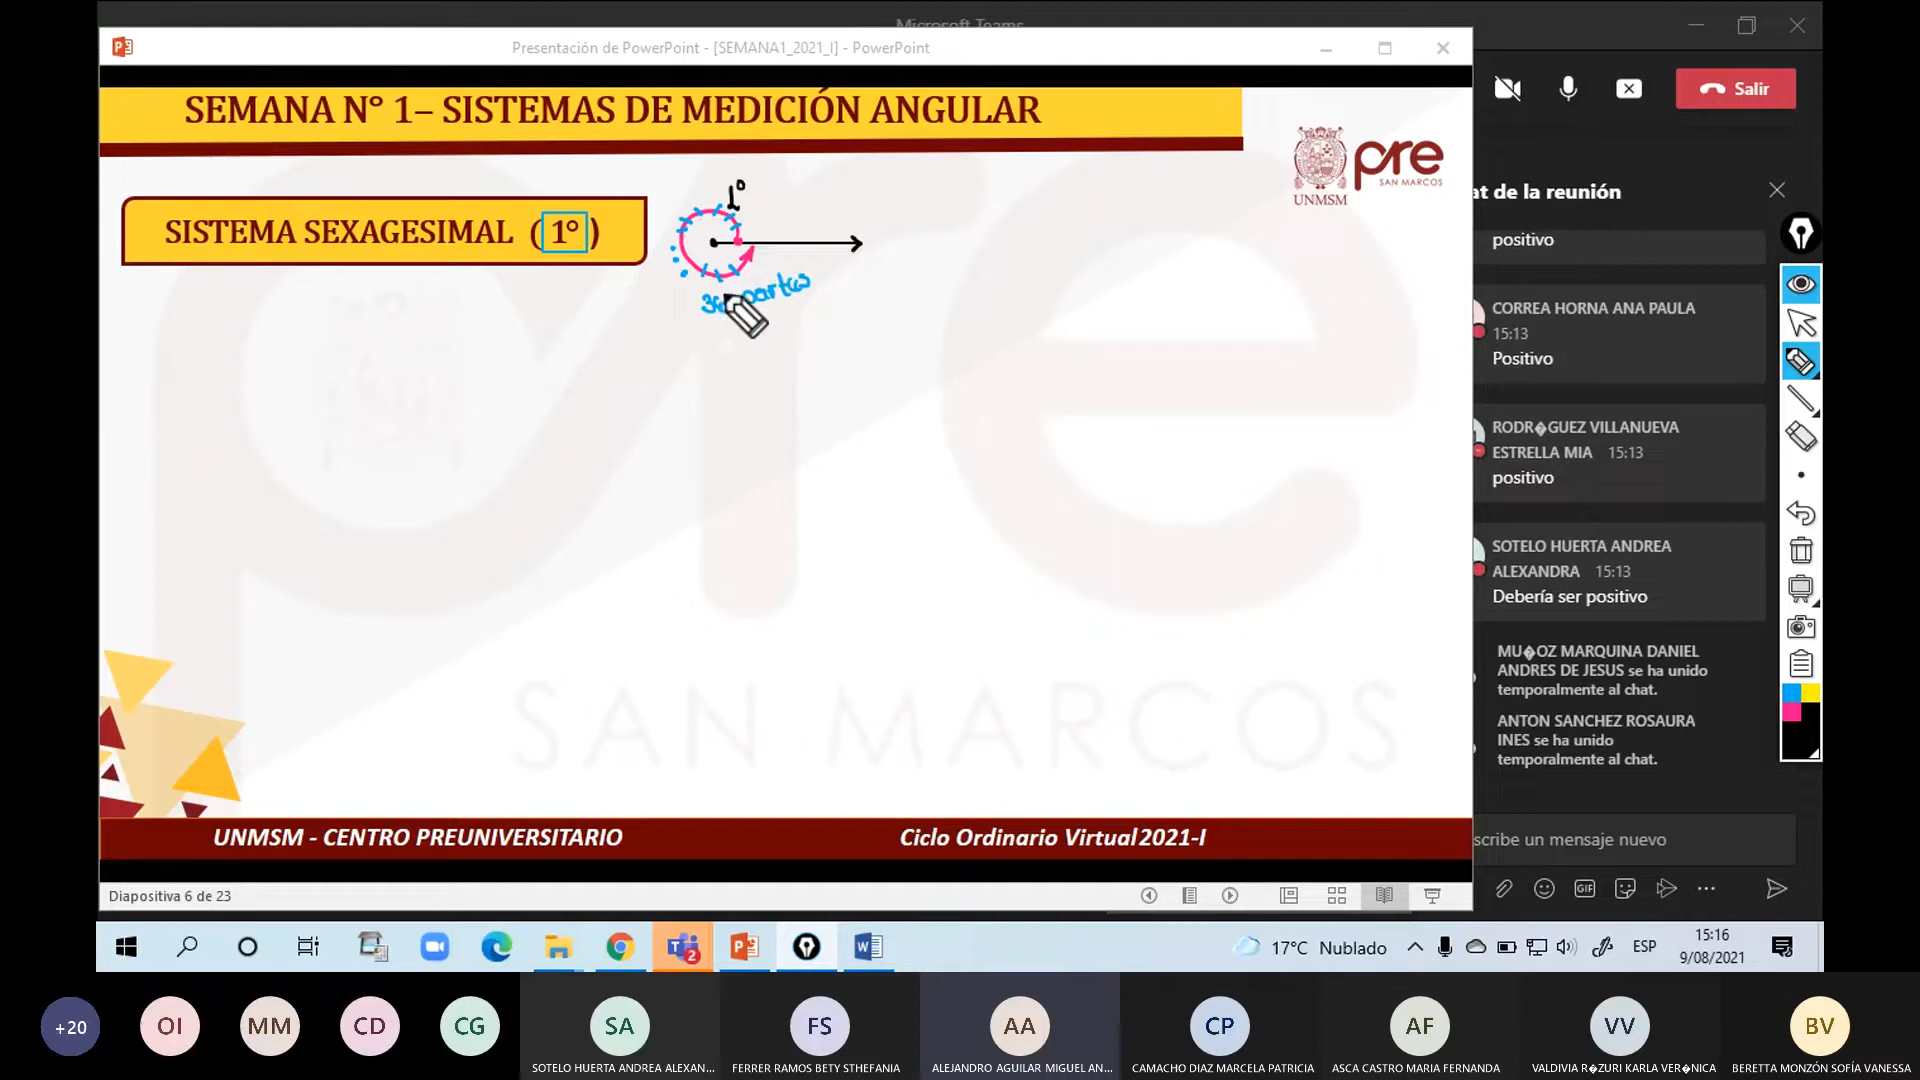 Microsoft Teams
Presentación de PowerPoint - [SEMANA1_2021_I] - PowerPoint
SEMANA N° 1– SISTEMAS DE MEDICIÓN ANGULAR
Salir
pre
SAN MARCOS
UNMSM
at de la reunión
SISTEMA SEXAGESIMAL (1°)
1°
partes
positivo
CORREA HORNA ANA PAULA
15:13
Positivo
RODR�GUEZ VILLANUEVA
ESTRELLA MIA 15:13
positivo
SOTELO HUERTA ANDREA
ALEXANDRA 15:13
Debería ser positivo
MU�OZ MARQUINA DANIEL
ANDRES DE JESUS se ha unido
temporalmente al chat.
ANTON SANCHEZ ROSAURA
INES se ha unido
temporalmente al chat.
pre
SAN MARCOS
UNMSM - CENTRO PREUNIVERSITARIO
Ciclo Ordinario Virtual 2021-I
scribe un mensaje nuevo
GIF
Diapositiva 6 de 23
2
17°C Nublado
ESP
15:16
9/08/2021
+20
OI
MM
CD
CG
SA
FS
AA
CP
AF
VV
BV
SOTELO HUERTA ANDREA ALEXAN...
FERRER RAMOS BETY STHEFANIA
ALEJANDRO AGUILAR MIGUEL AN...
CAMACHO DIAZ MARCELA PATRICIA
ASCA CASTRO MARIA FERNANDA
VALDIVIA R�ZURI KARLA VER�NICA
BERETTA MONZÓN SOFÍA VANESSA